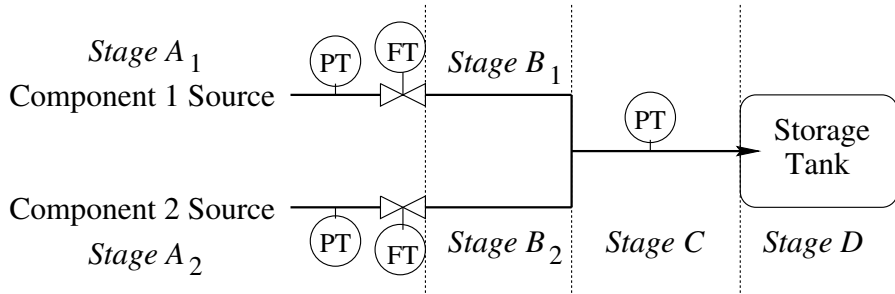 Stage A1
PT
FT
Stage B1
Component 1 Source
PT
Storage
Tank
Component 2 Source
PT
FT
Stage A2
Stage B2
Stage C
Stage D